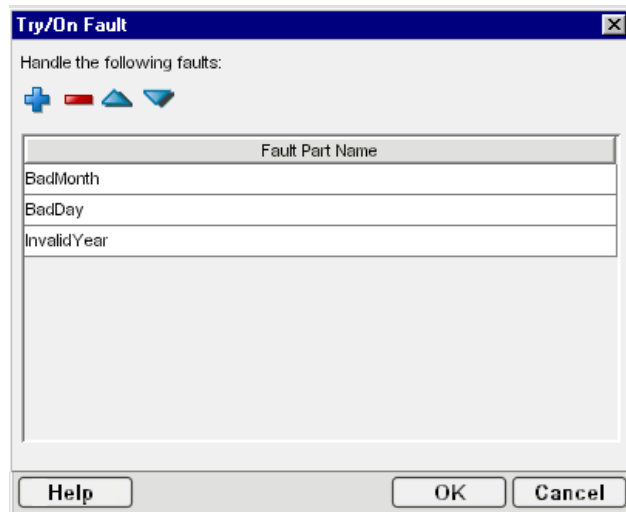 Try/On Fault
Handle the following faults:
Fault Part Name
BadMonth
BadDay
InvalidYear
Help
OK
Cancel